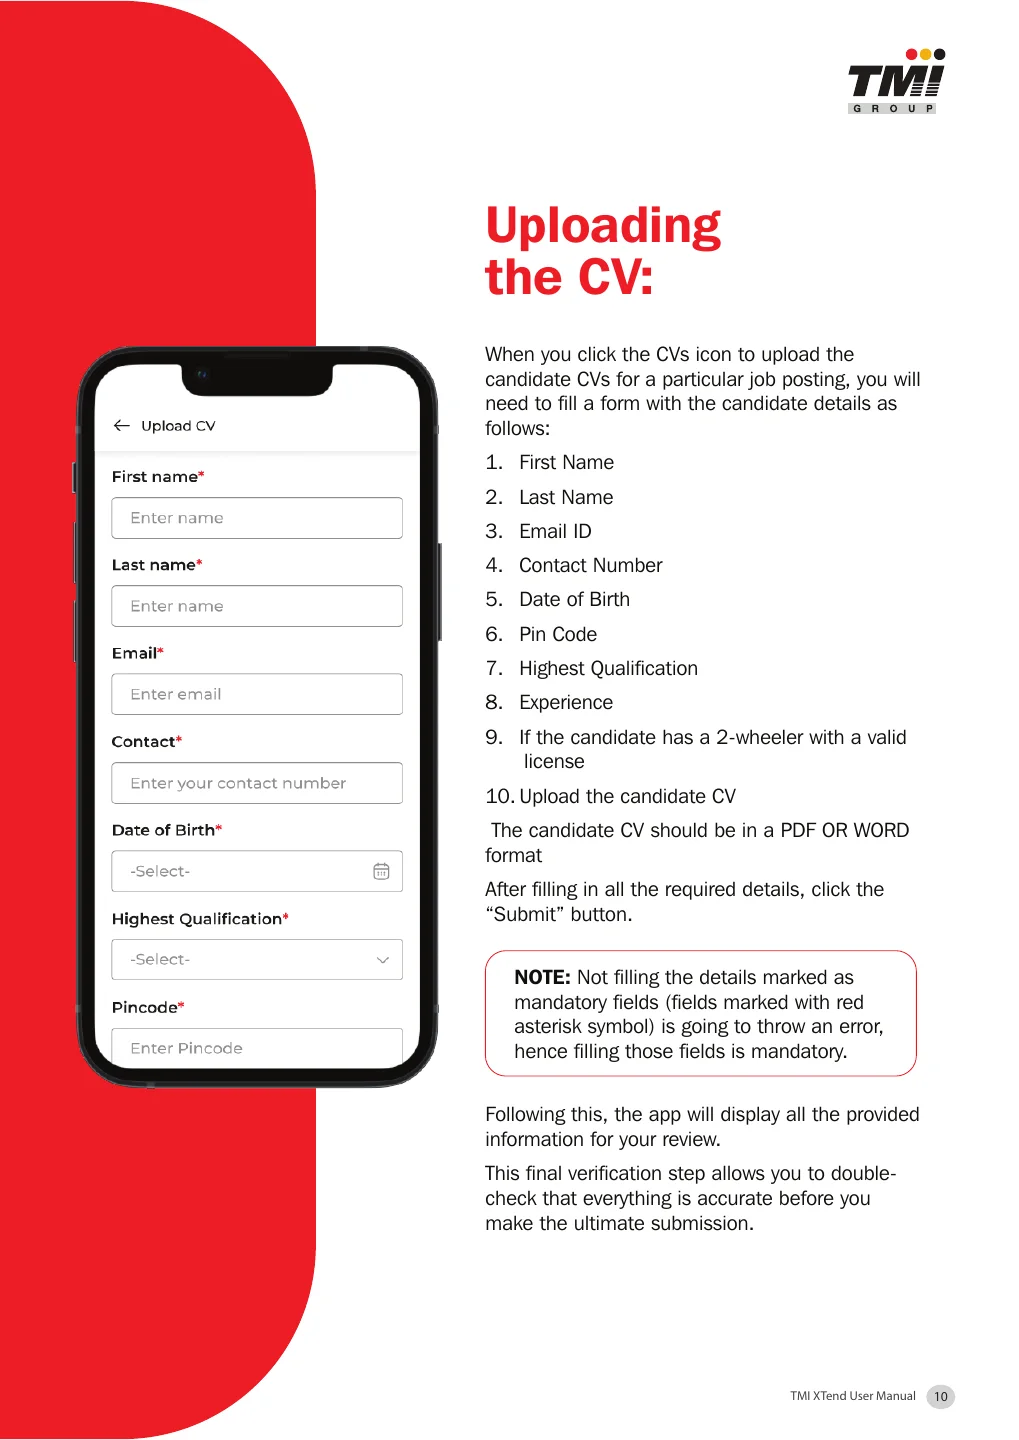 TMI
GROUP
Uploading
the CV:
When you click the CVs icon to upload the
candidate CVs for a particular job posting, you will
need to fill a form with the candidate details as
follows:
1. First Name
2. Last Name
3. Email ID
4. Contact Number
5. Date of Birth
6. Pin Code
7. Highest Qualification
8. Experience
9. If the candidate has a 2-wheeler with a valid
license
10. Upload the candidate CV
The candidate CV should be in a PDF OR WORD
format
After filling in all the required details, click the
“Submit” button.
NOTE: Not filling the details marked as
mandatory fields (fields marked with red
asterisk symbol) is going to throw an error,
hence filling those fields is mandatory.
Following this, the app will display all the provided
information for your review.
This final verification step allows you to double-
check that everything is accurate before you
make the ultimate submission.
← Upload CV
First name*
Enter name
Last name*
Enter name
Email*
Enter email
Contact*
Enter your contact number
Date of Birth*
-Select-
Highest Qualification*
-Select-
Pincode*
Enter Pincode
TMI XTend User Manual 10